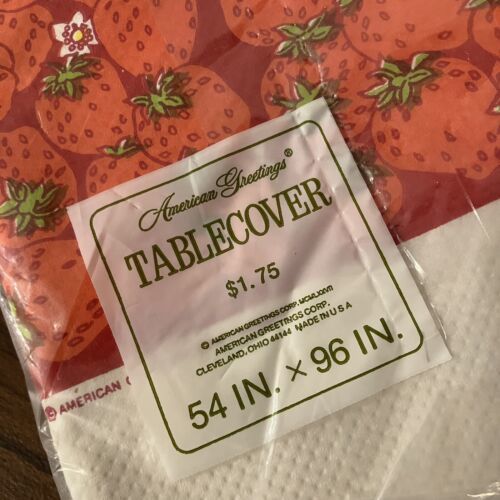 American Greetings®
TABLECOVER
$1.75
© AMERICAN GREETINGS CORP. MCMLXXVII
AMERICAN GREETINGS CORP.
CLEVELAND, OHIO 44144 MADE IN U S A
54 IN. × 96 IN.
© AMERICAN